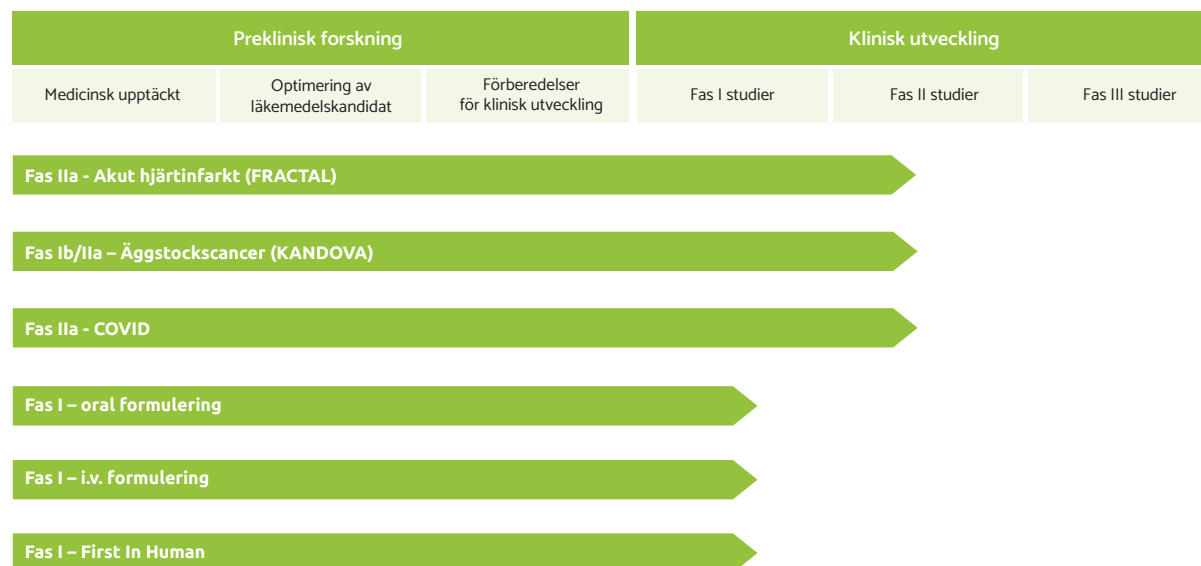 Preklinisk forskning
Klinisk utveckling
Medicinsk upptäckt
Optimering av
läkemedelskandidat
Förberedelser
för klinisk utveckling
Fas I studier
Fas II studier
Fas III studier
Fas IIa - Akut hjärtinfarkt (FRACTAL)
Fas Ib/IIa – Äggstockscancer (KANDOVA)
Fas IIa - COVID
Fas I – oral formulering
Fas I – i.v. formulering
Fas I – First In Human